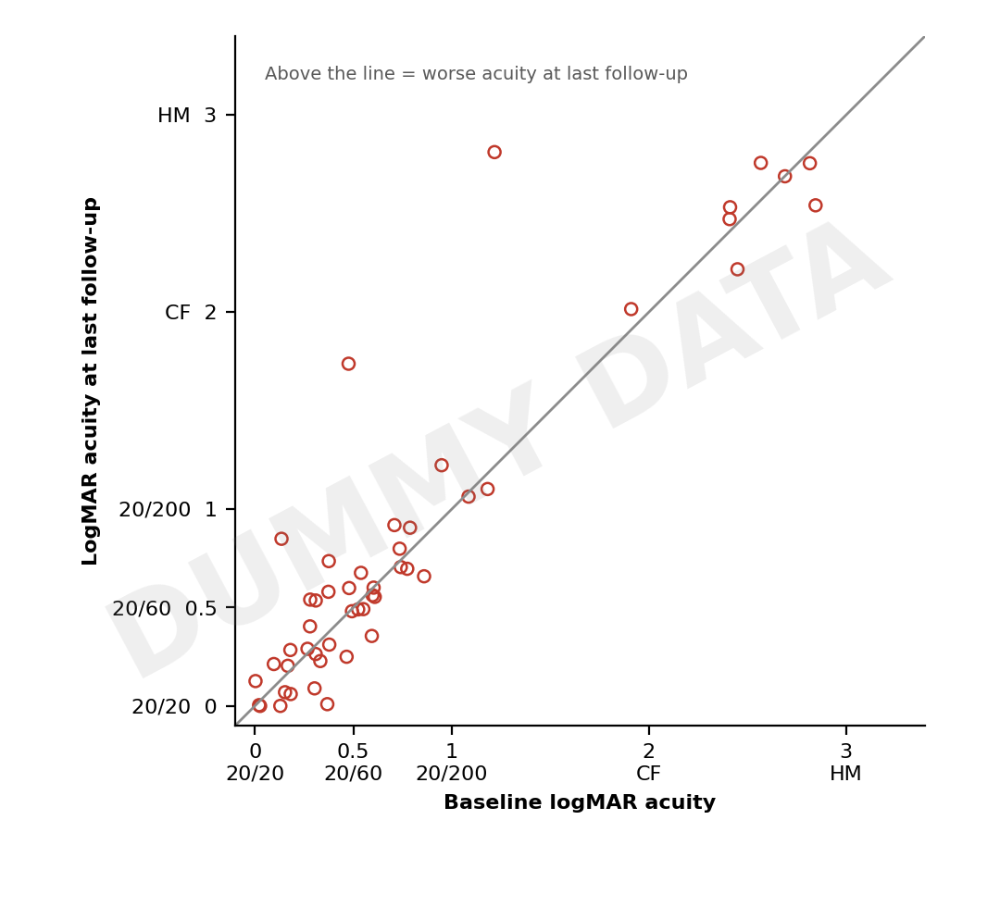 Above the line = worse acuity at last follow-up
HM 3
CF 2
20/200 1
20/60 0.5
20/20 0
LogMAR acuity at last follow-up
DUMMY DATA
0 0.5 1 2 3
20/20 20/60 20/200 CF HM
Baseline logMAR acuity